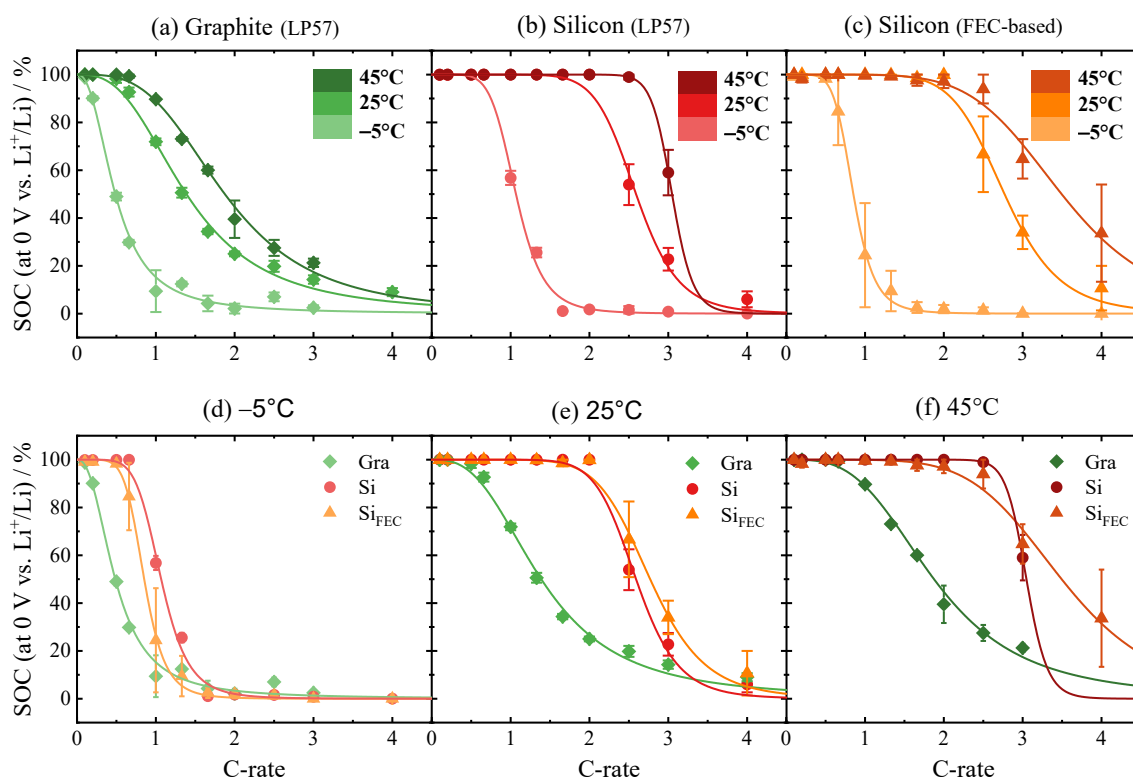 (a) Graphite (LP57)
(b) Silicon (LP57)
(c) Silicon (FEC-based)
SOC (at 0 V vs. Li⁺/Li) / %
100
80
60
40
20
0
45°C
25°C
–5°C
45°C
25°C
–5°C
45°C
25°C
–5°C
0 1 2 3 4
0 1 2 3 4
0 1 2 3 4
(d) –5°C
(e) 25°C
(f) 45°C
SOC (at 0 V vs. Li⁺/Li) / %
100
80
60
40
20
0
Gra
Si
Si_FEC
Gra
Si
Si_FEC
Gra
Si
Si_FEC
0 1 2 3 4
0 1 2 3 4
0 1 2 3 4
C-rate
C-rate
C-rate